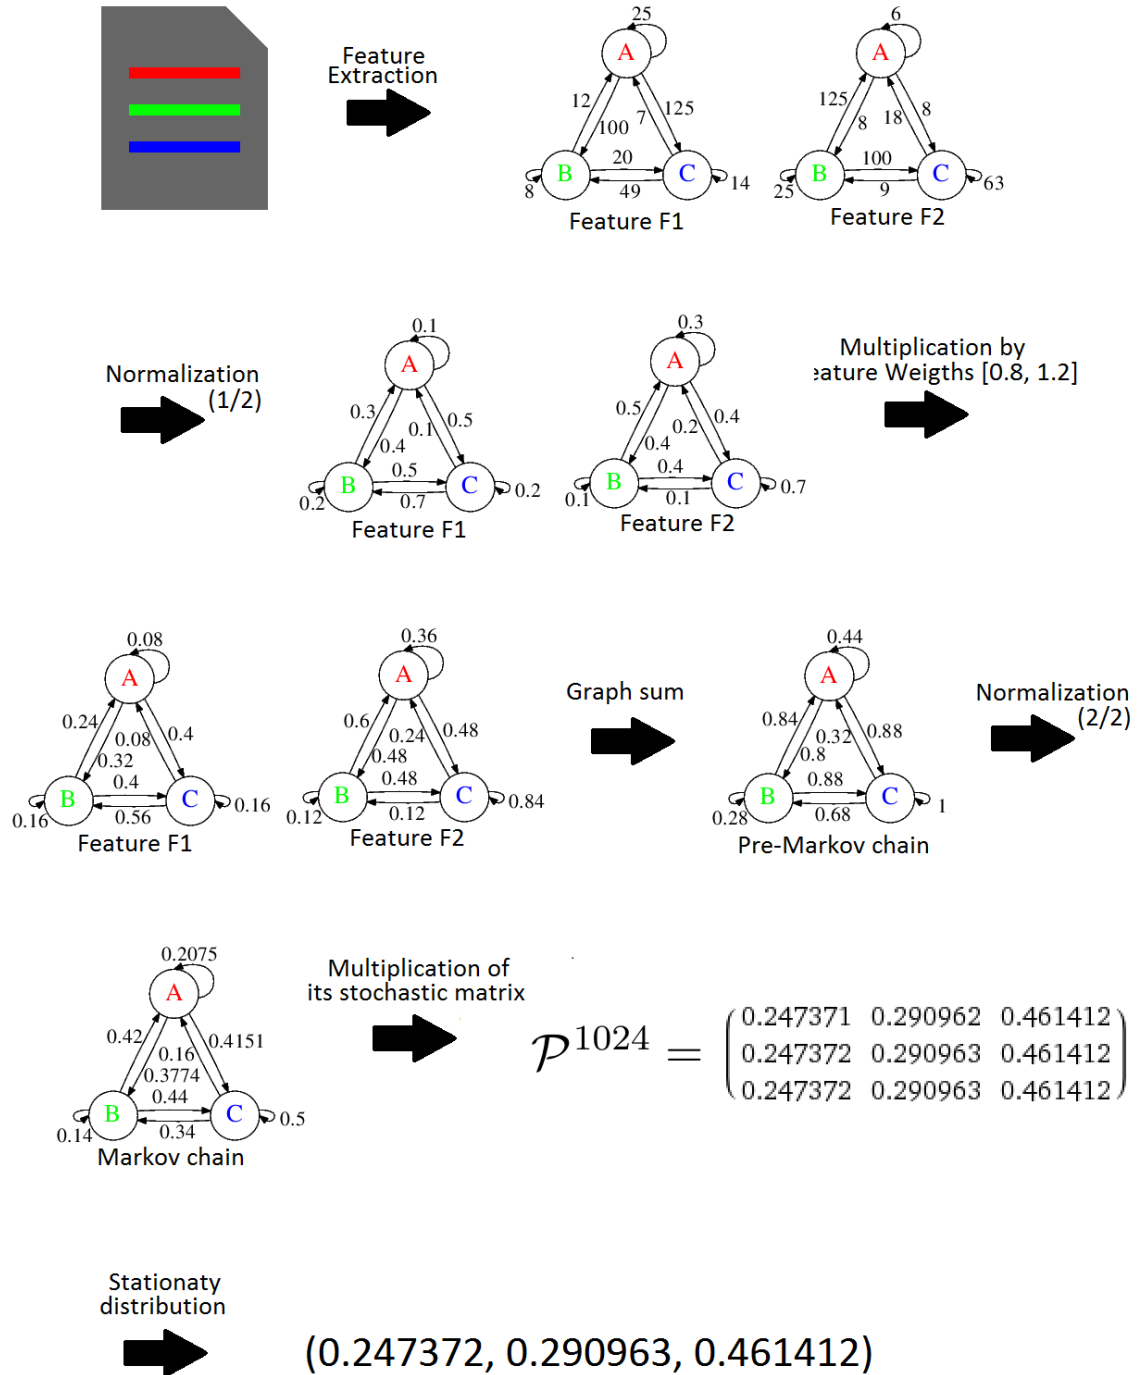 Feature
Extraction
25
A
12
125
7
100
B
20
C
8
49
14
Feature F1
6
A
125
8
18
8
B
100
C
25
9
63
Feature F2
Normalization
(1/2)
0.1
A
0.3
0.5
0.1
0.4
B
0.5
C
0.2
0.7
0.2
Feature F1
0.3
A
0.5
0.4
0.2
0.4
B
0.4
C
0.1
0.1
0.7
Feature F2
Multiplication by
eature Weigths [0.8, 1.2]
0.08
A
0.24
0.4
0.08
0.32
0.4
B
C
0.16
0.56
0.16
Feature F1
0.36
A
0.6
0.48
0.24
0.48
0.48
B
C
0.12
0.12
0.84
Feature F2
Graph sum
0.44
A
0.84
0.88
0.32
0.8
0.88
B
C
0.28
0.68
1
Pre-Markov chain
Normalization
(2/2)
0.2075
A
0.42
0.4151
0.16
0.3774
0.44
B
C
0.14
0.34
0.5
Markov chain
Multiplication of
its stochastic matrix
P^1024 =
0.247371 0.290962 0.461412
0.247372 0.290963 0.461412
0.247372 0.290963 0.461412
Stationaty
distribution
(0.247372, 0.290963, 0.461412)